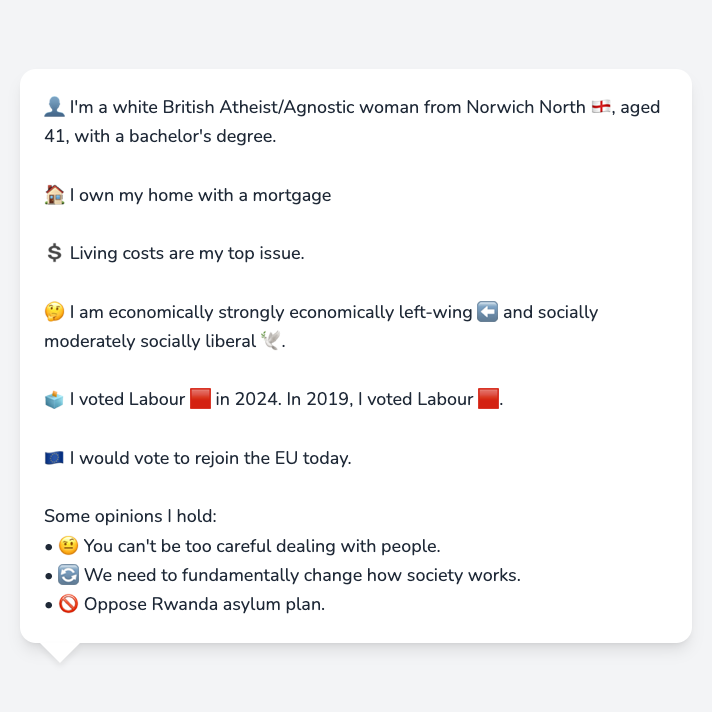 👤 I'm a white British Atheist/Agnostic woman from Norwich North 🏴󠁧󠁢󠁥󠁮󠁧󠁿, aged
41, with a bachelor's degree.
🏠 I own my home with a mortgage
💲 Living costs are my top issue.
🤔 I am economically strongly economically left-wing ⬅️ and socially
moderately socially liberal 🕊️.
🗳️ I voted Labour 🟥 in 2024. In 2019, I voted Labour 🟥.
🇪🇺 I would vote to rejoin the EU today.
Some opinions I hold:
• 🤨 You can't be too careful dealing with people.
• 🔄 We need to fundamentally change how society works.
• 🚫 Oppose Rwanda asylum plan.